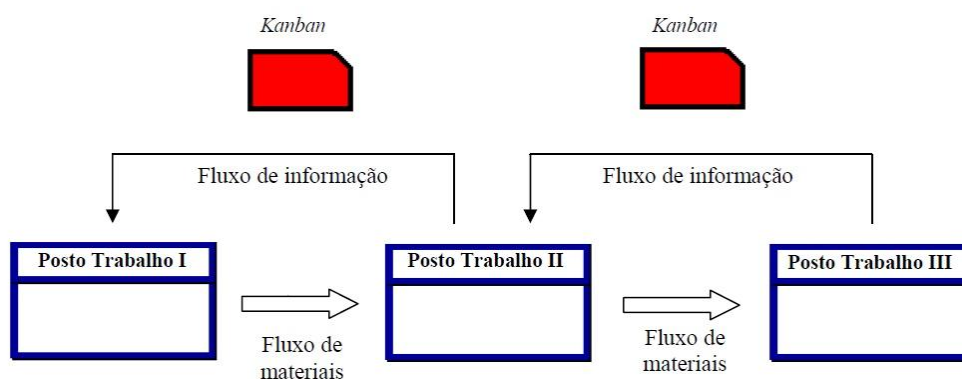 Kanban
Kanban
Fluxo de informação
Fluxo de informação
Posto Trabalho I
Posto Trabalho II
Posto Trabalho III
Fluxo de
materiais
Fluxo de
materiais